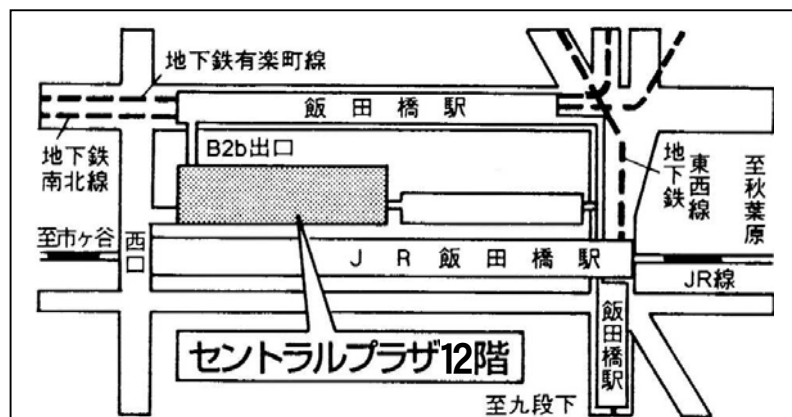 地下鉄有楽町線
飯田橋駅
地下鉄
南北線
B2b出口
地下鉄
東西線
至秋葉原
至市ヶ谷
西口
JR飯田橋駅
JR線
飯田橋駅
セントラルプラザ12階
至九段下